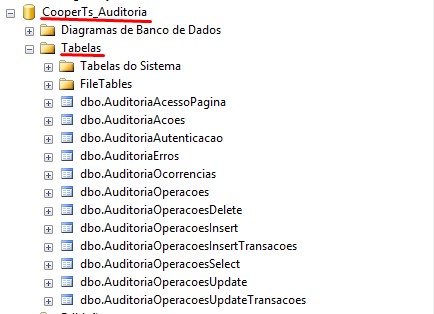 CooperTs_Auditoria
Diagramas de Banco de Dados
Tabelas
Tabelas do Sistema
FileTables
dbo.AuditoriaAcessoPagina
dbo.AuditoriaAcoes
dbo.AuditoriaAutenticacao
dbo.AuditoriaErros
dbo.AuditoriaOcorrencias
dbo.AuditoriaOperacoes
dbo.AuditoriaOperacoesDelete
dbo.AuditoriaOperacoesInsert
dbo.AuditoriaOperacoesInsertTransacoes
dbo.AuditoriaOperacoesSelect
dbo.AuditoriaOperacoesUpdate
dbo.AuditoriaOperacoesUpdateTransacoes